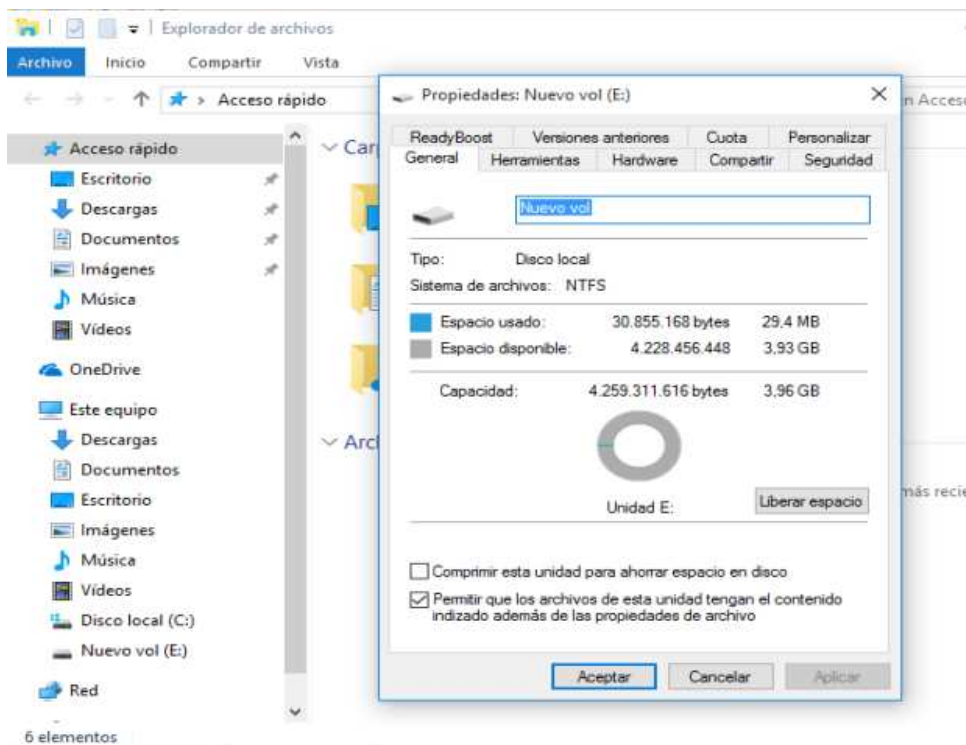 Explorador de archivos
Archivo Inicio Compartir Vista
Acceso rápido
Acceso rápido
Escritorio
Descargas
Documentos
Imágenes
Música
Vídeos
OneDrive
Este equipo
Descargas
Documentos
Escritorio
Imágenes
Música
Vídeos
Disco local (C:)
Nuevo vol (E:)
Red
6 elementos
Propiedades: Nuevo vol (E:)
ReadyBoost Versiones anteriores Cuota Personalizar
General Herramientas Hardware Compartir Seguridad
Nuevo vol
Tipo: Disco local
Sistema de archivos: NTFS
Espacio usado: 30.855.168 bytes 29,4 MB
Espacio disponible: 4.228.456.448 3,93 GB
Capacidad: 4.259.311.616 bytes 3,96 GB
Unidad E:
Liberar espacio
Comprimir esta unidad para ahorrar espacio en disco
Permitir que los archivos de esta unidad tengan el contenido
indizado además de las propiedades de archivo
Aceptar Cancelar Aplicar